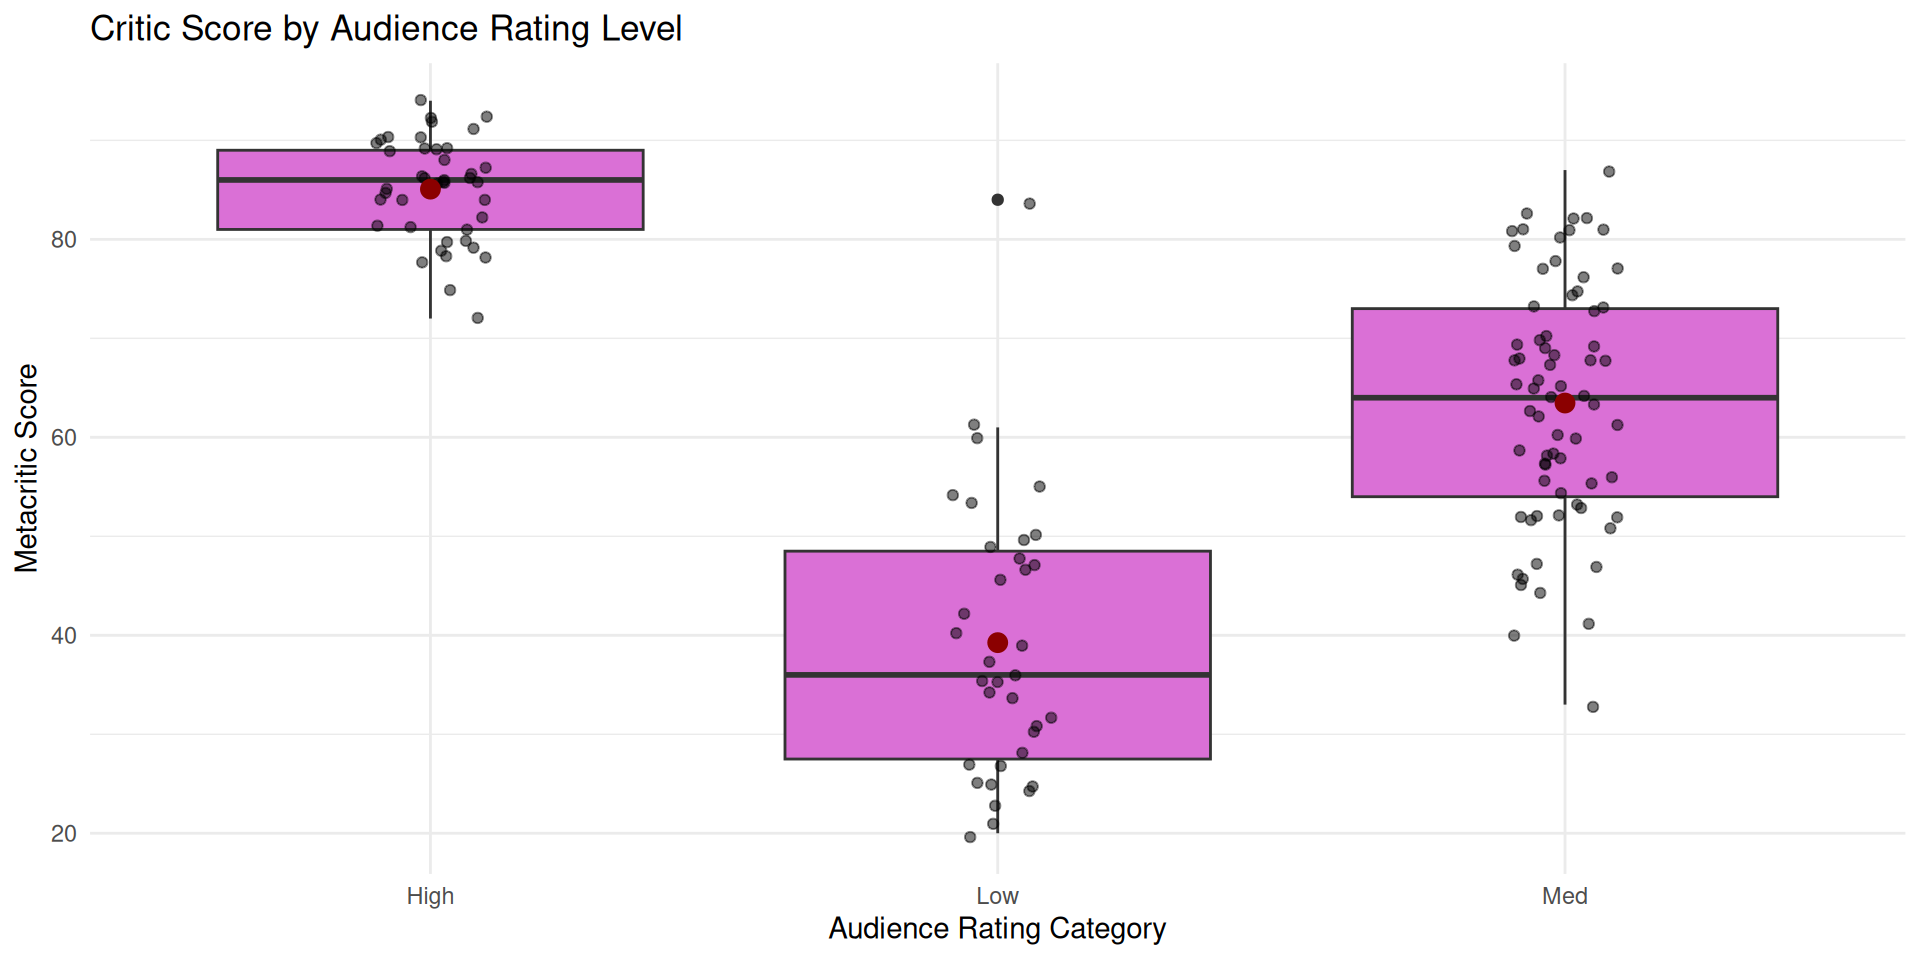 Critic Score by Audience Rating Level
Metacritic Score
80
60
40
20
High
Low
Med
Audience Rating Category